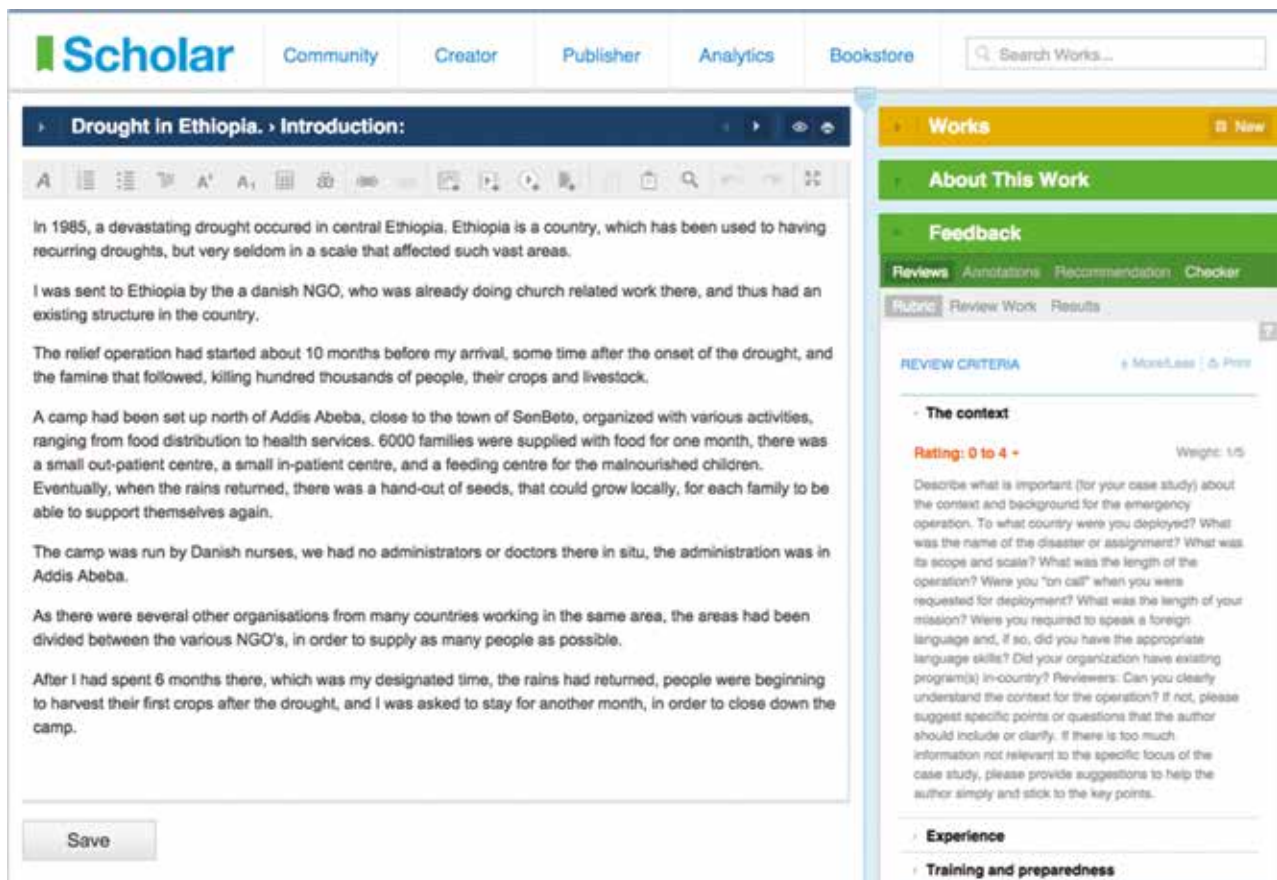 Scholar
Community
Creator
Publisher
Analytics
Bookstore
Search Works...
Drought in Ethiopia. › Introduction:
In 1985, a devastating drought occured in central Ethiopia. Ethiopia is a country, which has been used to having
recurring droughts, but very seldom in a scale that affected such vast areas.
I was sent to Ethiopia by the a danish NGO, who was already doing church related work there, and thus had an
existing structure in the country.
The relief operation had started about 10 months before my arrival, some time after the onset of the drought, and
the famine that followed, killing hundred thousands of people, their crops and livestock.
A camp had been set up north of Addis Abeba, close to the town of SenBete, organized with various activities,
ranging from food distribution to health services. 6000 families were supplied with food for one month, there was
a small out-patient centre, a small in-patient centre, and a feeding centre for the malnourished children.
Eventually, when the rains returned, there was a hand-out of seeds, that could grow locally, for each family to be
able to support themselves again.
The camp was run by Danish nurses, we had no administrators or doctors there in situ, the administration was in
Addis Abeba.
As there were several other organisations from many countries working in the same area, the areas had been
divided between the various NGO's, in order to supply as many people as possible.
After I had spent 6 months there, which was my designated time, the rains had returned, people were beginning
to harvest their first crops after the drought, and I was asked to stay for another month, in order to close down the
camp.
Save
Works
New
About This Work
Feedback
Reviews Annotations Recommendation Checker
Rubric Review Work Results
?
REVIEW CRITERIA
More/Less Print
The context
Rating: 0 to 4
Weight: 1/5
Describe what is important (for your case study) about
the context and background for the emergency
operation. To what country were you deployed? What
was the name of the disaster or assignment? What was
its scope and scale? What was the length of the
operation? Were you "on call" when you were
requested for deployment? What was the length of your
mission? Were you required to speak a foreign
language and, if so, did you have the appropriate
language skills? Did your organization have existing
program(s) in-country? Reviewers: Can you clearly
understand the context for the operation? If not, please
suggest specific points or questions that the author
should include or clarify. If there is too much
information not relevant to the specific focus of the
case study, please provide suggestions to help the
author simply and stick to the key points.
Experience
Training and preparedness